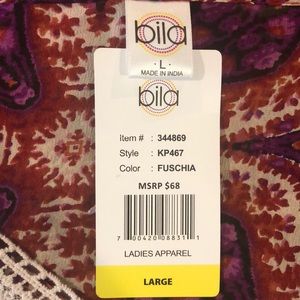 bila
L
MADE IN INDIA
bila
Item # : 344869
Style : KP467
Color : FUSCHIA
MSRP $68
7 00420 08831 1
LADIES APPAREL
LARGE